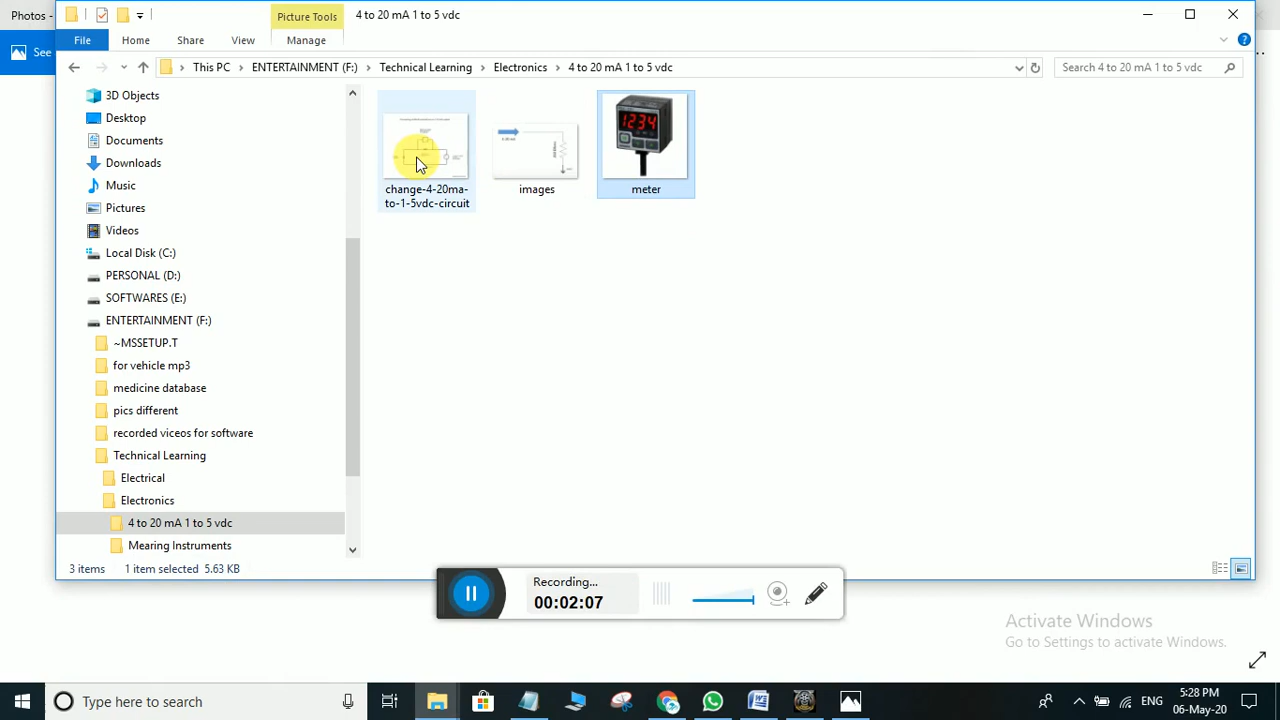 Photos -
Picture Tools
4 to 20 mA 1 to 5 vdc
See
File
Home
Share
View
Manage
This PC
ENTERTAINMENT (F:)
Technical Learning
Electronics
4 to 20 mA 1 to 5 vdc
Search 4 to 20 mA 1 to 5 vdc
3D Objects
Desktop
Documents
Downloads
Music
Pictures
Videos
Local Disk (C:)
PERSONAL (D:)
SOFTWARES (E:)
ENTERTAINMENT (F:)
~MSSETUP.T
for vehicle mp3
medicine database
pics different
recorded viceos for software
Technical Learning
Electrical
Electronics
4 to 20 mA 1 to 5 vdc
Mearing Instruments
1234
change-4-20ma-
to-1-5vdc-circuit
images
meter
3 items
1 item selected 5.63 KB
Recording...
00:02:07
Activate Windows
Go to Settings to activate Windows.
Type here to search
ENG
5:28 PM
06-May-20